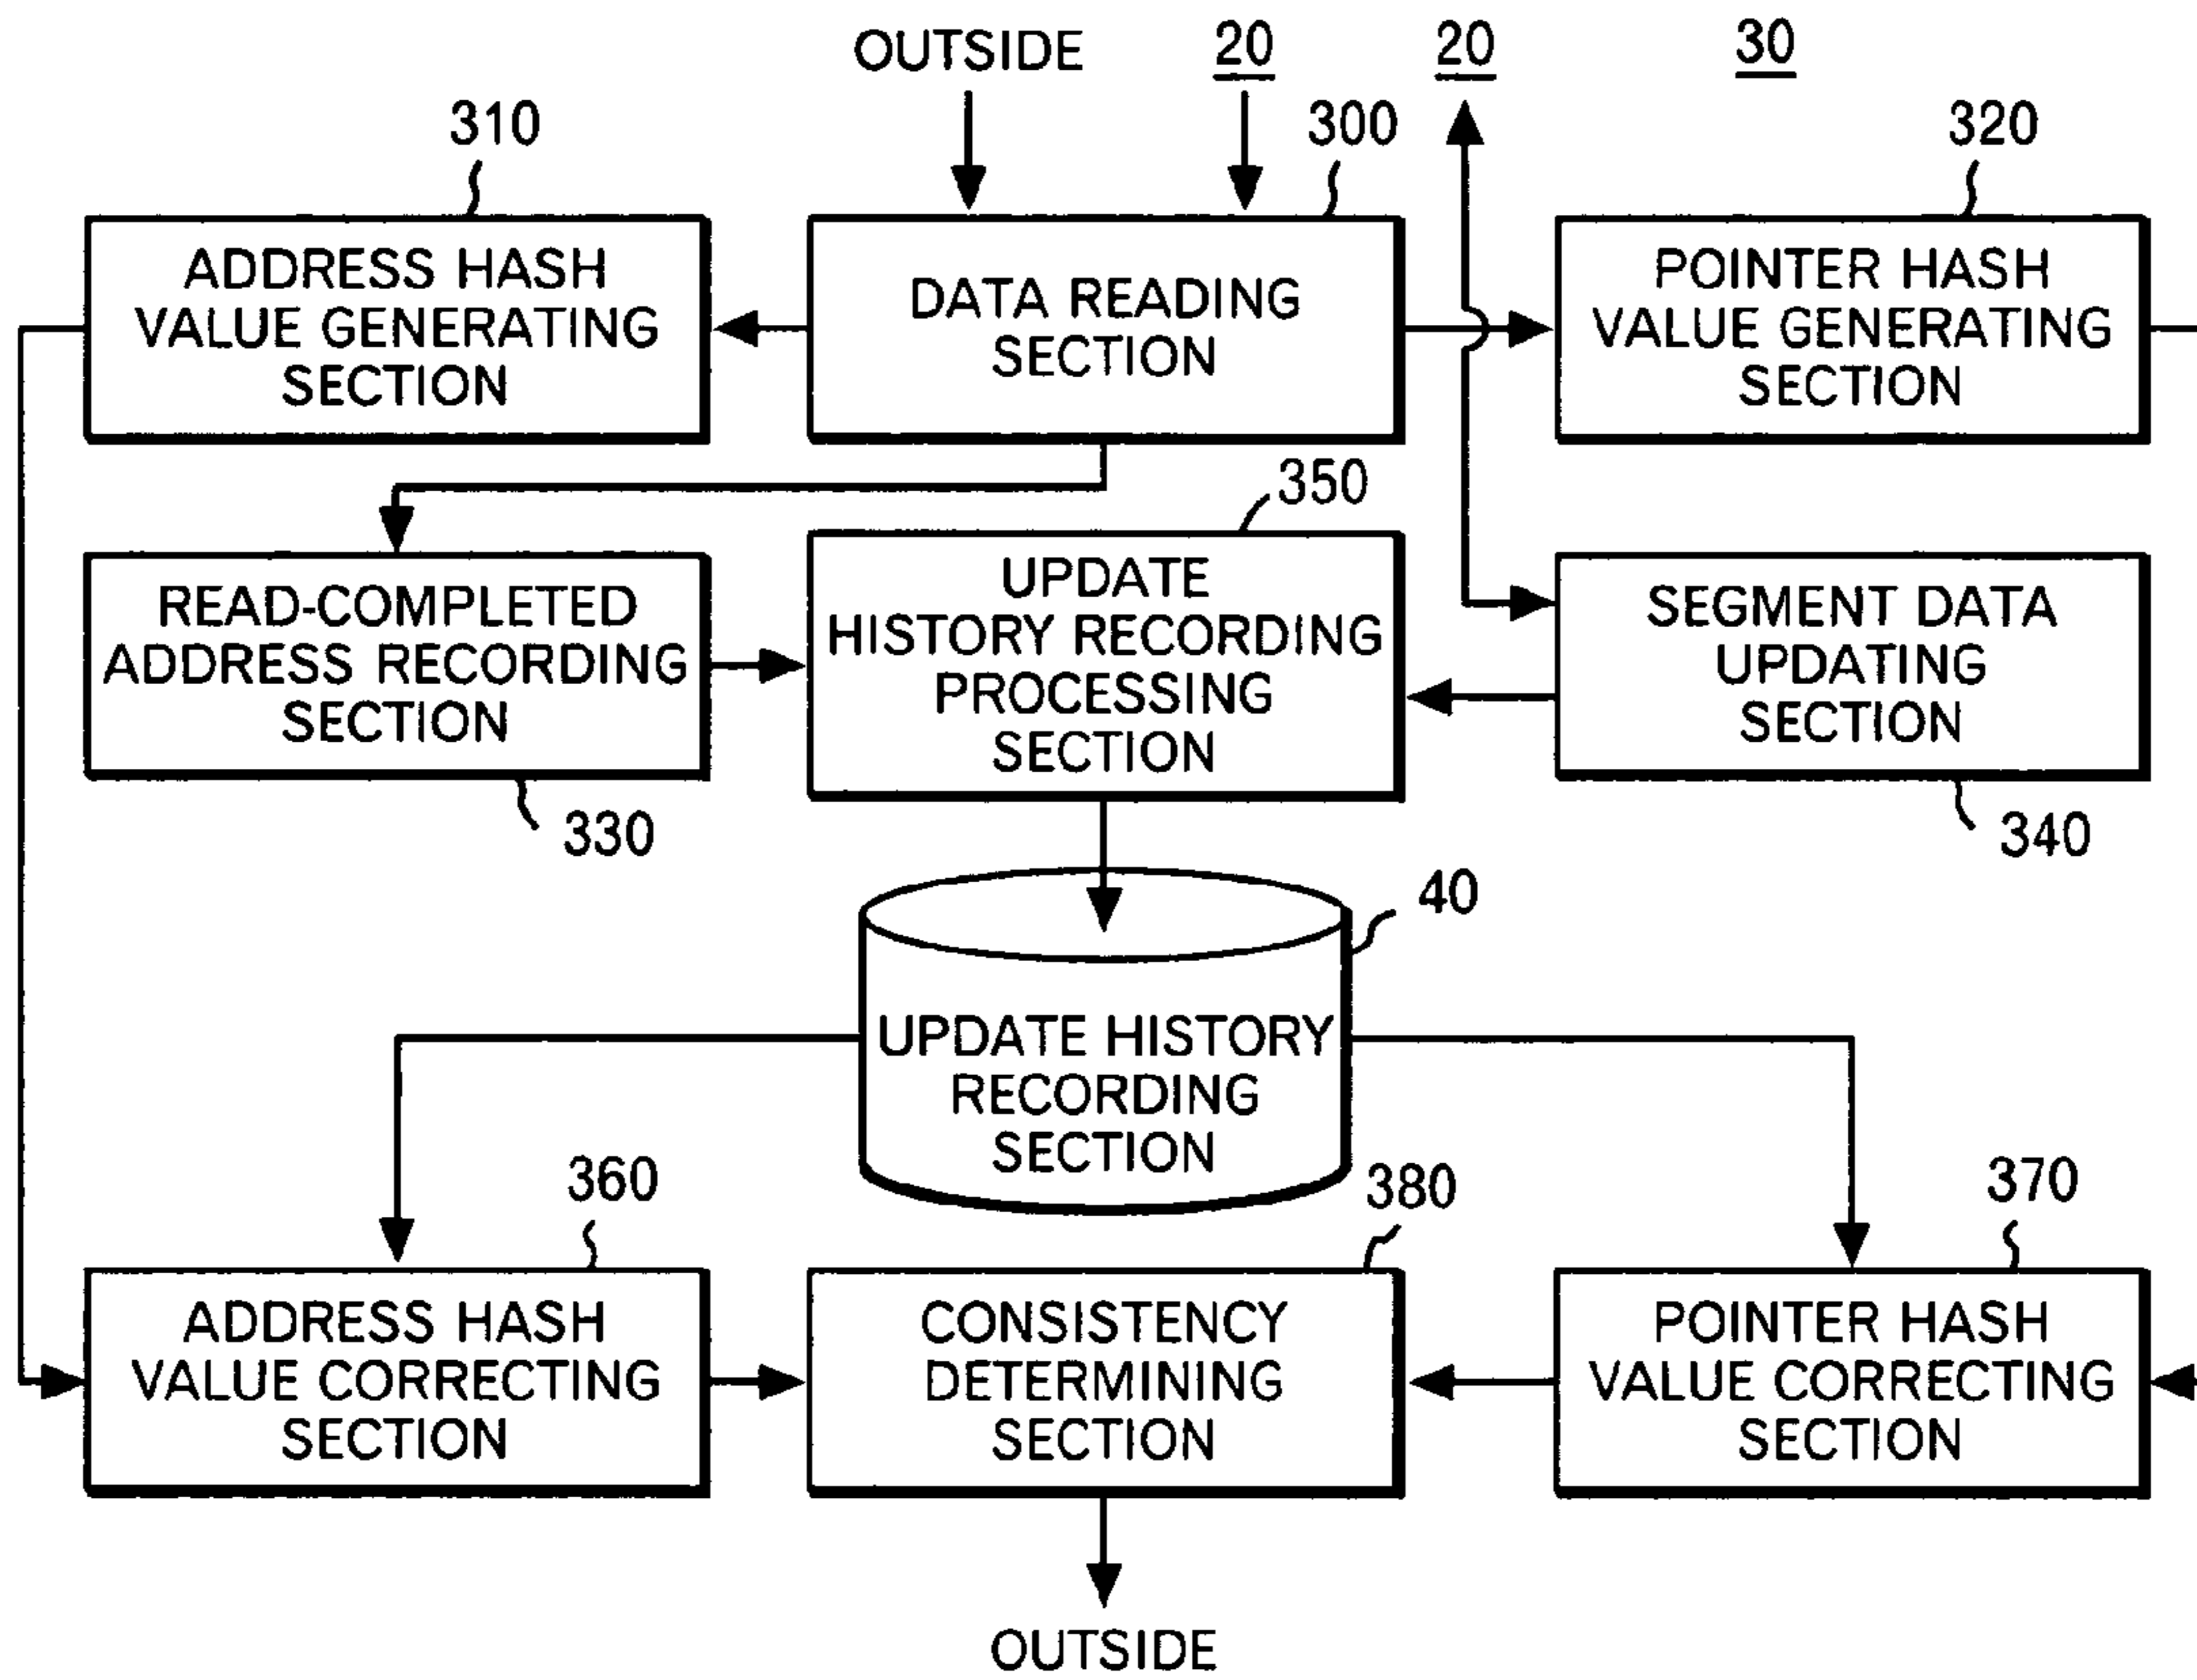 OUTSIDE
20
20
30
310
300
320
ADDRESS HASH
VALUE GENERATING
SECTION
DATA READING
SECTION
POINTER HASH
VALUE GENERATING
SECTION
350
READ-COMPLETED
ADDRESS RECORDING
SECTION
UPDATE
HISTORY RECORDING
PROCESSING
SECTION
SEGMENT DATA
UPDATING
SECTION
330
340
40
UPDATE HISTORY
RECORDING
SECTION
360
380
370
ADDRESS HASH
VALUE CORRECTING
SECTION
CONSISTENCY
DETERMINING
SECTION
POINTER HASH
VALUE CORRECTING
SECTION
OUTSIDE